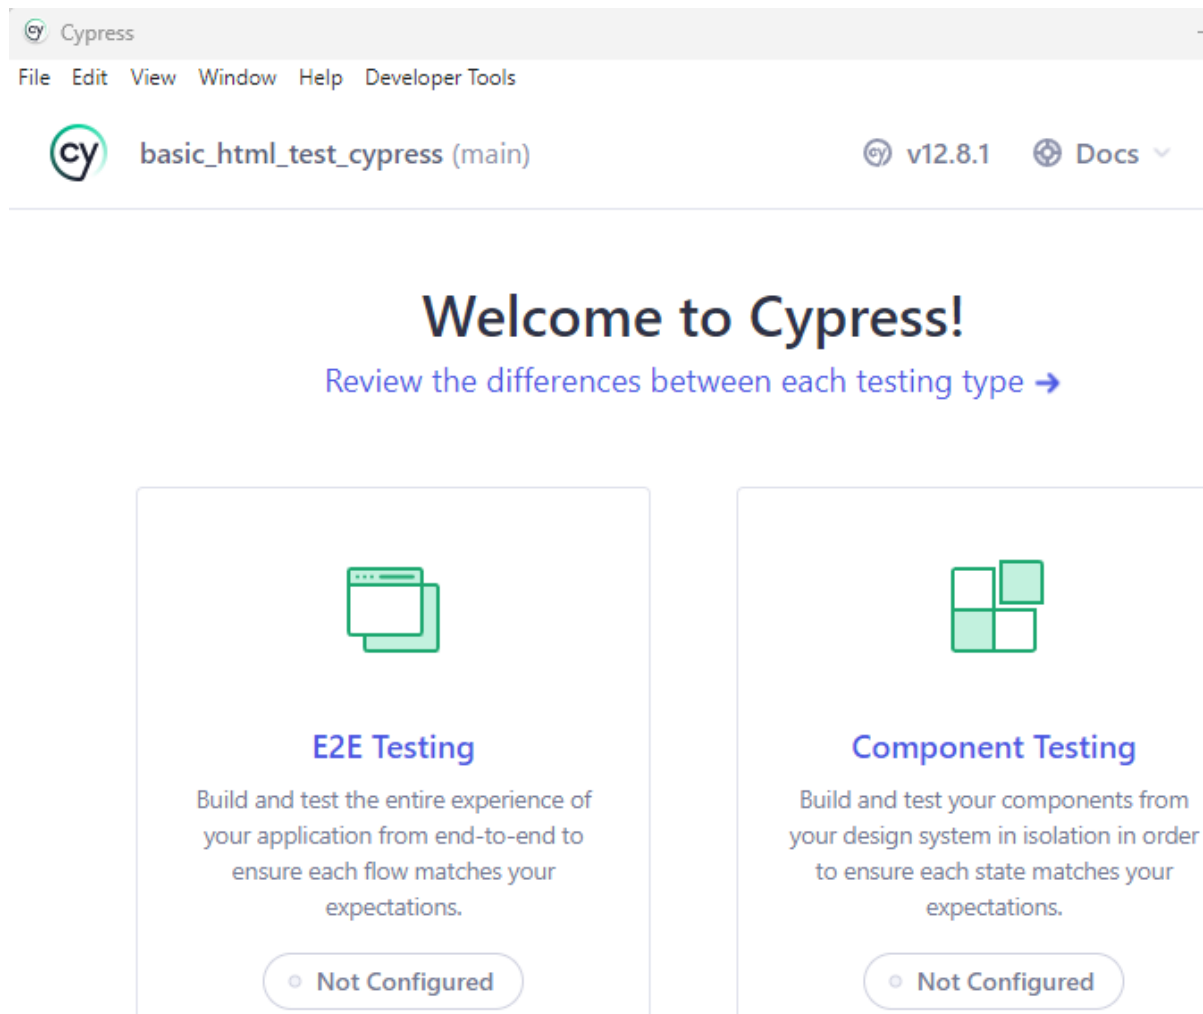 Cypress
File Edit View Window Help Developer Tools
cy basic_html_test_cypress (main) cy v12.8.1 Docs
Welcome to Cypress!
Review the differences between each testing type →
E2E Testing
Build and test the entire experience of
your application from end-to-end to
ensure each flow matches your
expectations.
Not Configured
Component Testing
Build and test your components from
your design system in isolation in order
to ensure each state matches your
expectations.
Not Configured